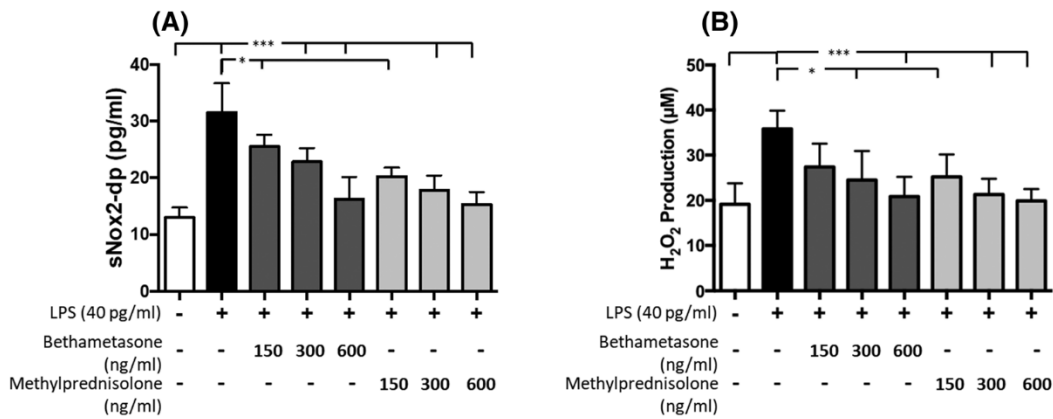 (A)
***
*
40
30
20
10
0
sNox2-dp (pg/ml)
LPS (40 pg/ml) - + + + + + + +
Bethametasone
(ng/ml) - - 150 300 600 - - -
Methylprednisolone
(ng/ml) - - - - - 150 300 600
(B)
***
*
50
40
30
20
10
0
H₂O₂ Production (µM)
LPS (40 pg/ml) - + + + + + + +
Bethametasone
(ng/ml) - - 150 300 600 - - -
Methylprednisolone
(ng/ml) - - - - - 150 300 600